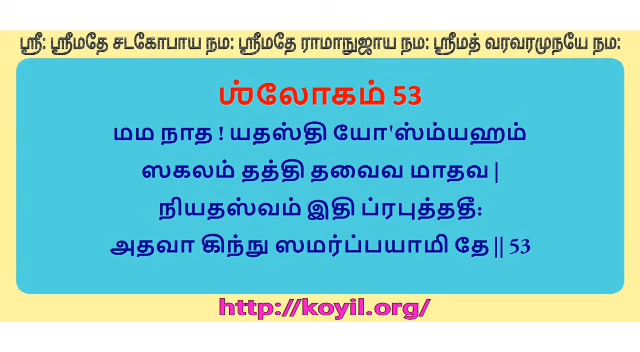 ஸ்ரீ: ஸ்ரீமதே சடகோபாய நம: ஸ்ரீமதே ராமாநுஜாய நம: ஸ்ரீமத் வரவரமுநயே நம:
ஶ்லோகம் 53
மம நாத ! யதஸ்தி யோ'ஸ்ம்யஹம்
ஸகலம் தத்தி தவைவ மாதவ |
நியதஸ்வம் இதி ப்ரபுத்ததீ:
அதவா கிந்நு ஸமர்ப்பயாமி தே || 53
http://koyil.org/